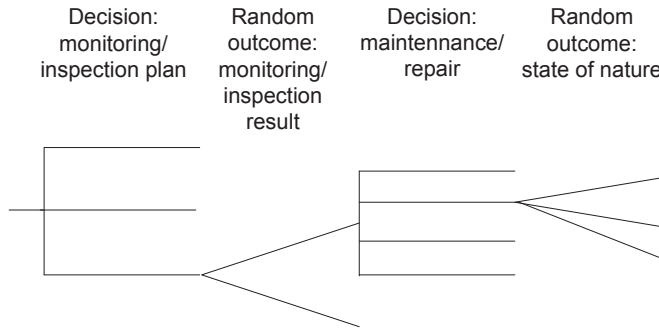 Decision:
monitoring/
inspection plan
Random
outcome:
monitoring/
inspection
result
Decision:
maintennance/
repair
Random
outcome:
state of nature